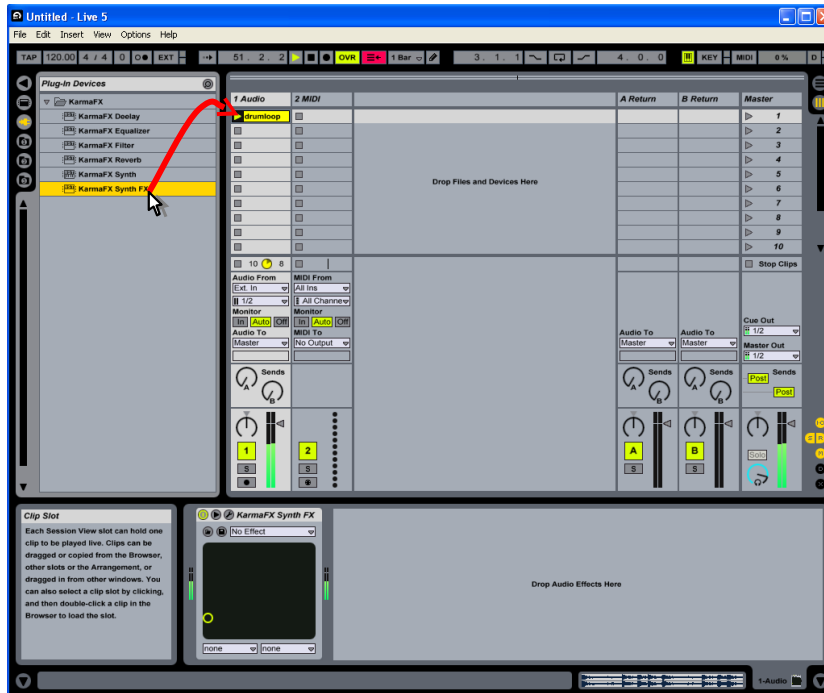 Untitled - Live 5
File Edit Insert View Options Help
TAP 120.00 4 / 4 0 EXT 51. 2. 2 OVR 1 Bar 3. 1. 1 4. 0. 0 KEY MIDI 0 % D
Plug-In Devices
KarmaFX
KarmaFX Deelay
KarmaFX Equalizer
KarmaFX Filter
KarmaFX Reverb
KarmaFX Synth
KarmaFX Synth FX
1 Audio 2 MIDI A Return B Return Master
drumloop 1
2
3
4
5
6
7
8
9
10
Drop Files and Devices Here
10 8 Stop Clips
Audio From MIDI From
Ext. In All Ins
1/2 All Channe
Monitor Monitor
In Auto Off In Auto Off
Audio To MIDI To Audio To Audio To
Master No Output Master Master
Cue Out
1/2
Master Out
1/2
Sends Sends Sends Sends
A A A Post
B B B Post
1 2 A B Solo
S S S S
Clip Slot
Each Session View slot can hold one
clip to be played live. Clips can be
dragged or copied from the Browser,
other slots or the Arrangement, or
dragged in from other windows. You
can also select a clip slot by clicking,
and then double-click a clip in the
Browser to load the slot.
KarmaFX Synth FX
No Effect
none none
Drop Audio Effects Here
1-Audio